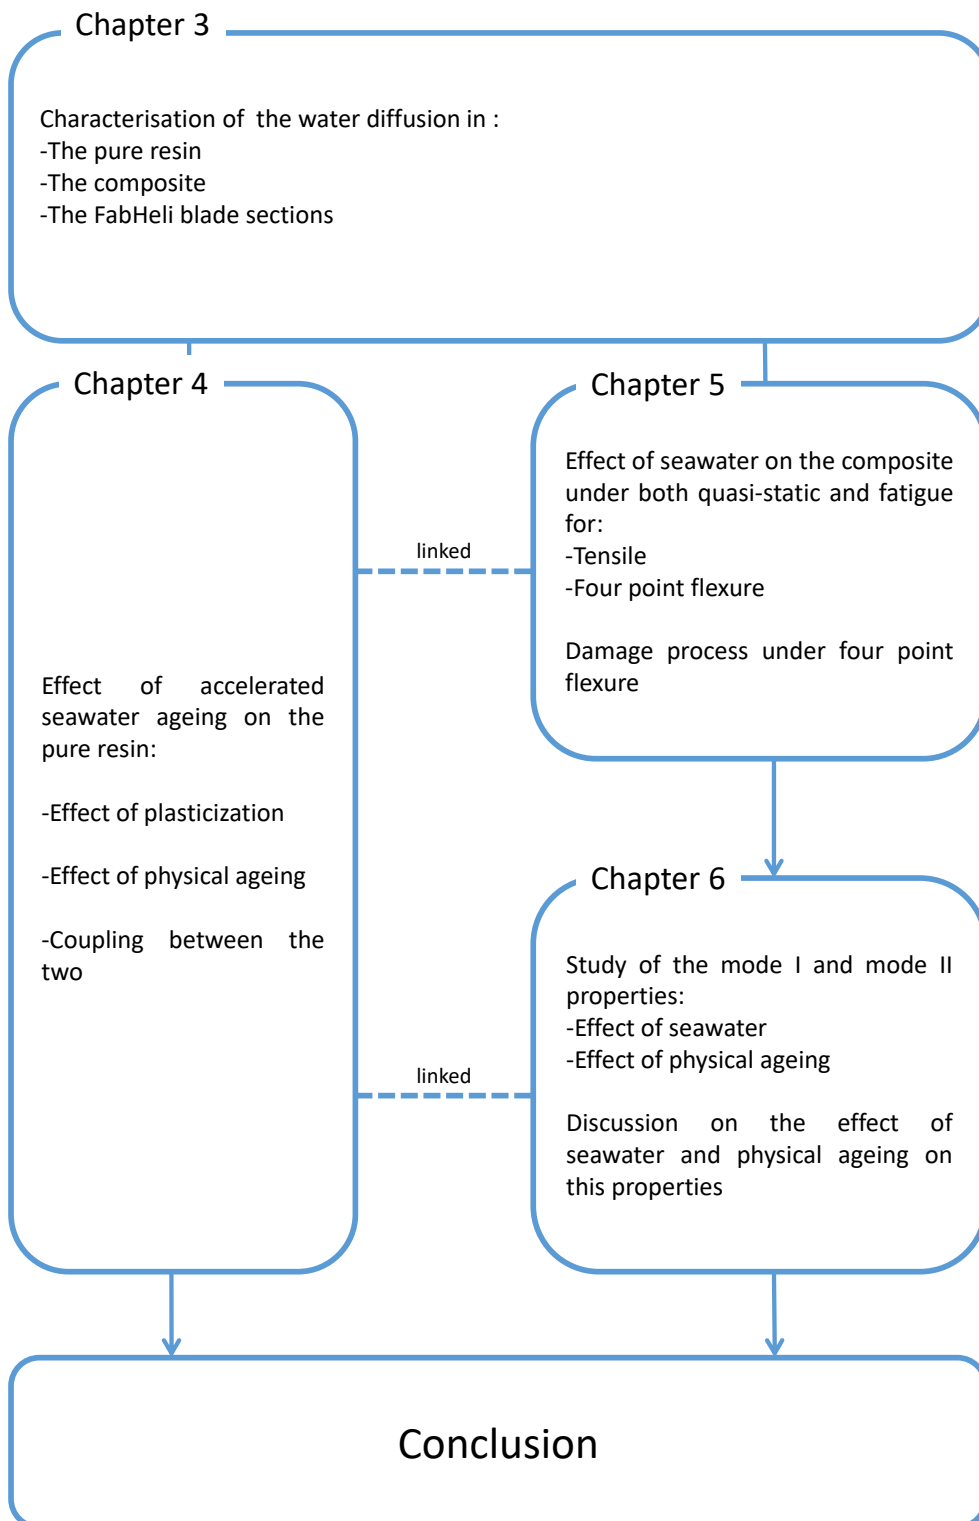 Chapter 3
Characterisation of the water diffusion in :
-The pure resin
-The composite
-The FabHeli blade sections
Chapter 4
Effect of accelerated
seawater ageing on the
pure resin:
-Effect of plasticization
-Effect of physical ageing
-Coupling between the
two
linked
linked
Chapter 5
Effect of seawater on the composite
under both quasi-static and fatigue
for:
-Tensile
-Four point flexure
Damage process under four point
flexure
Chapter 6
Study of the mode I and mode II
properties:
-Effect of seawater
-Effect of physical ageing
Discussion on the effect of
seawater and physical ageing on
this properties
Conclusion